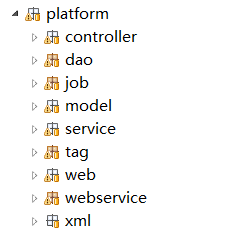 platform
controller
dao
job
model
service
tag
web
webservice
xml